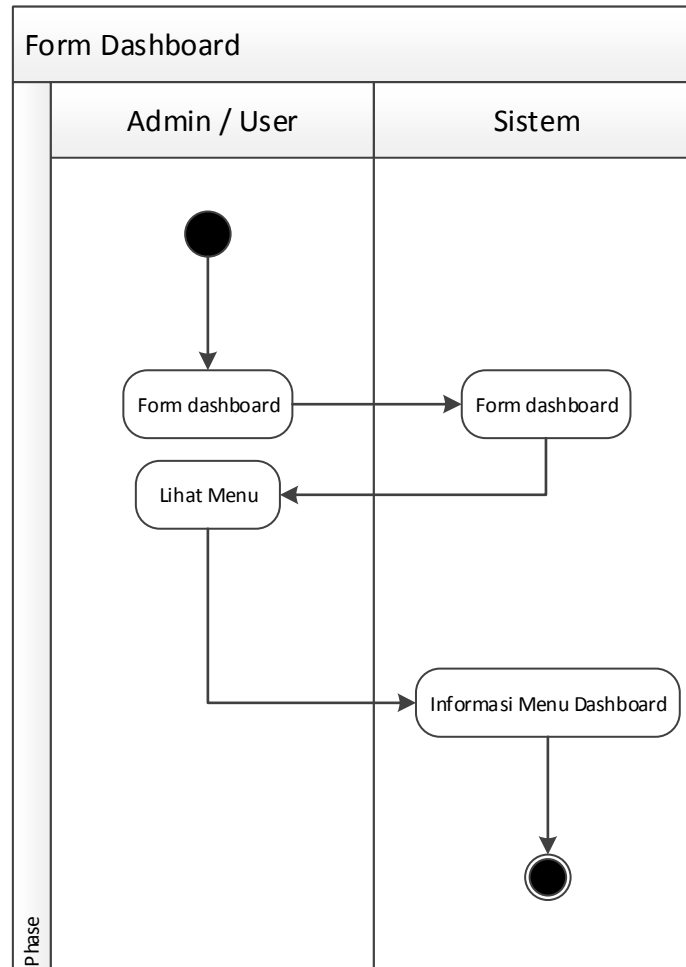 Form Dashboard
Admin / User
Sistem
Form dashboard
Form dashboard
Lihat Menu
Informasi Menu Dashboard
Phase